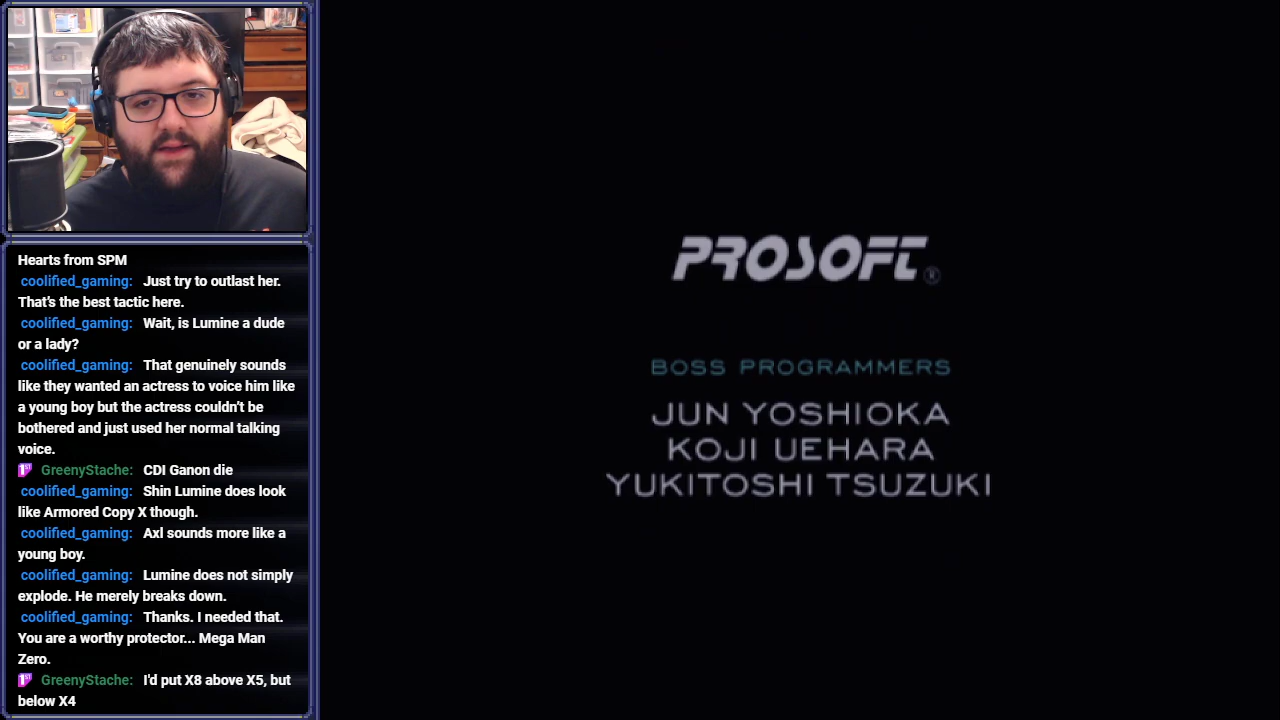 Hearts from SPM
coolified_gaming: Just try to outlast her.
That's the best tactic here.
coolified_gaming: Wait, is Lumine a dude
or a lady?
coolified_gaming: That genuinely sounds
like they wanted an actress to voice him like
a young boy but the actress couldn't be
bothered and just used her normal talking
voice.
1ST GreenyStache: CDI Ganon die
coolified_gaming: Shin Lumine does look
like Armored Copy X though.
coolified_gaming: Axl sounds more like a
young boy.
coolified_gaming: Lumine does not simply
explode. He merely breaks down.
coolified_gaming: Thanks. I needed that.
You are a worthy protector... Mega Man
Zero.
1ST GreenyStache: I'd put X8 above X5, but
below X4
PROSOFT®
BOSS PROGRAMMERS
JUN YOSHIOKA
KOJI UEHARA
YUKITOSHI TSUZUKI